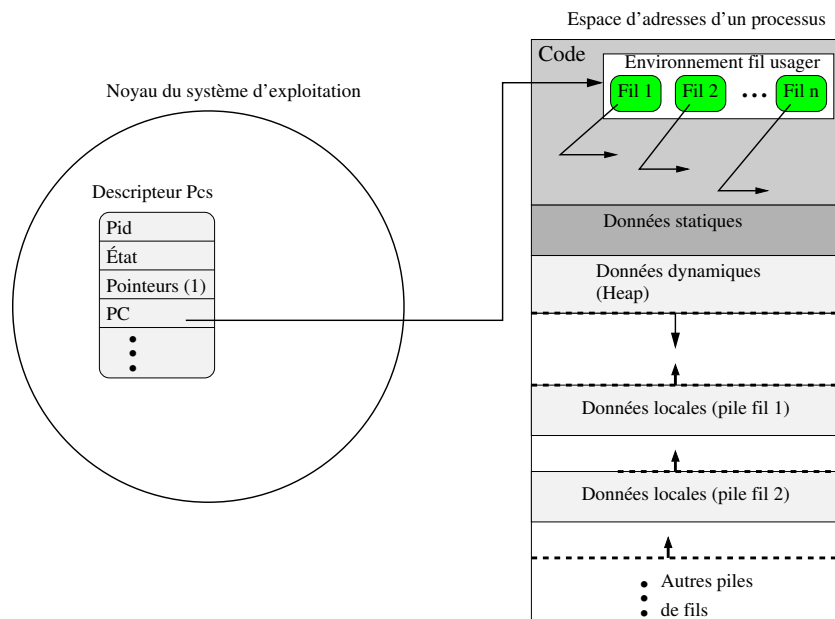 Espace d'adresses d'un processus
Code
Environnement fil usager
Fil 1
Fil 2
...
Fil n
Noyau du système d'exploitation
Descripteur Pcs
Pid
État
Pointeurs (1)
PC
Données statiques
Données dynamiques
(Heap)
Données locales (pile fil 1)
Données locales (pile fil 2)
Autres piles
de fils